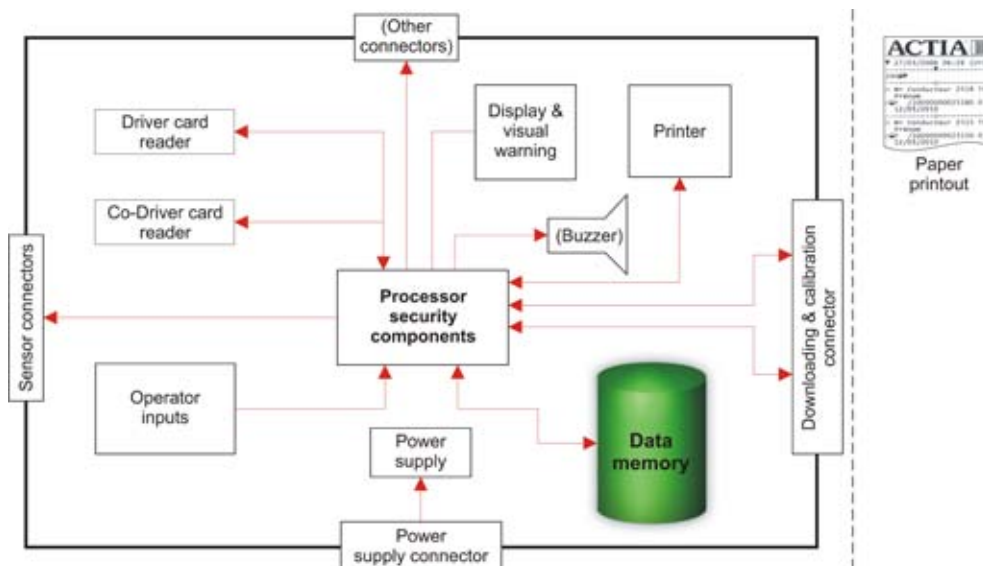 (Other
connectors)
Driver card
reader
Display &
visual
warning
Printer
Co-Driver card
reader
(Buzzer)
Sensor connectors
Processor
security
components
Downloading & calibration
connector
Operator
inputs
Power
supply
Data
memory
Power
supply connector
ACTIA
Paper
printout